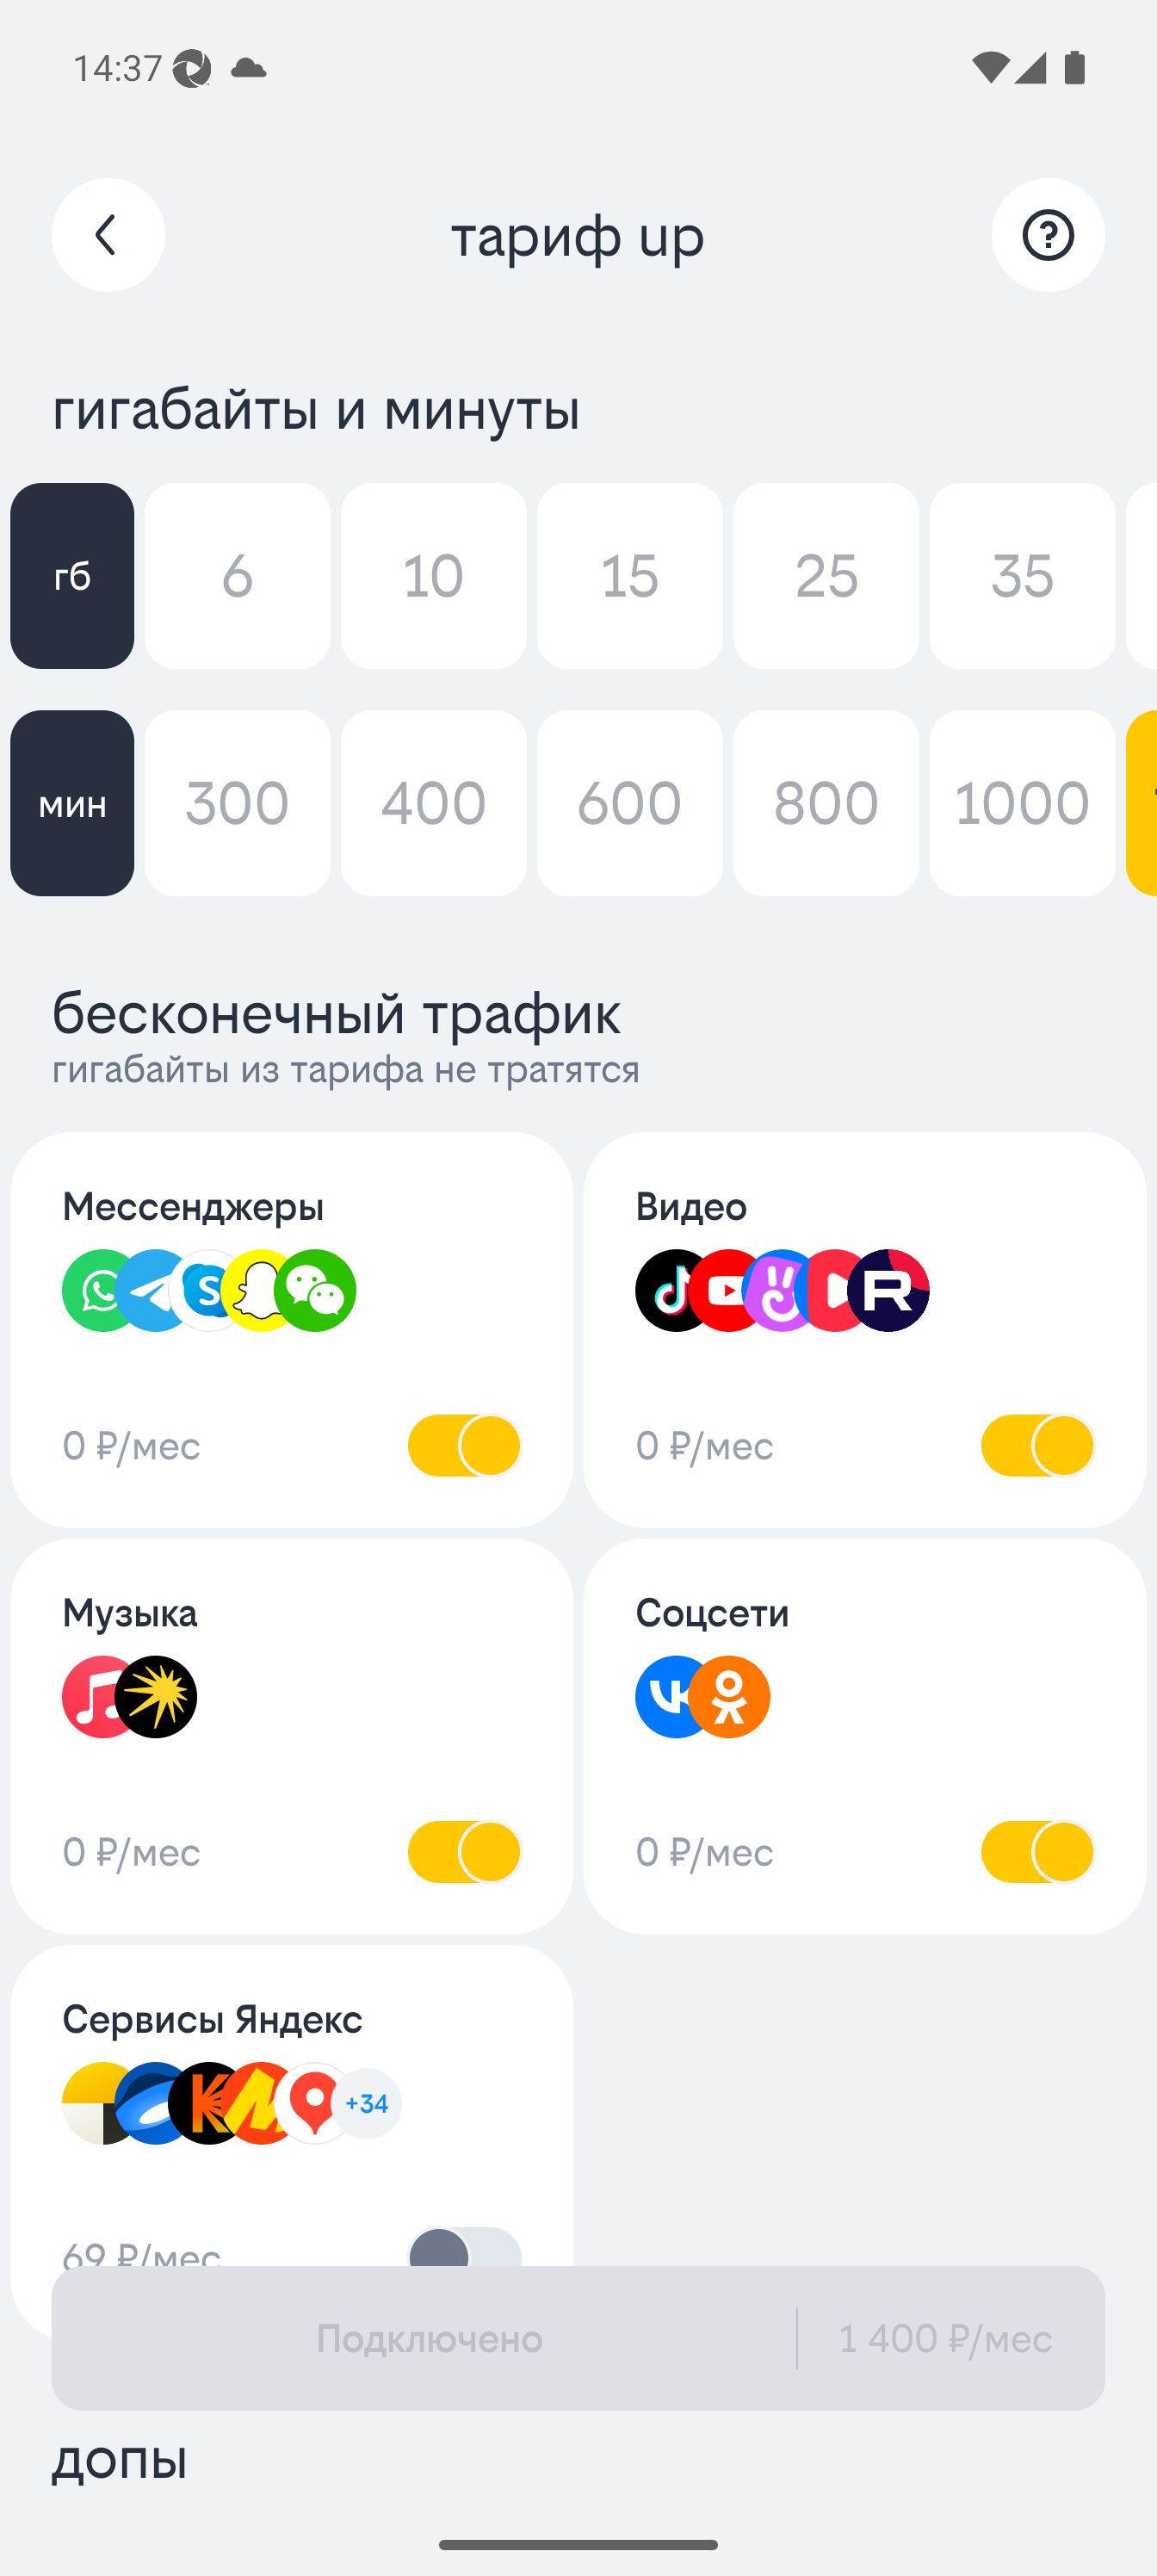 14:37
тариф up
гигабайты и минуты
гб 6 10 15 25 35
мин 300 400 600 800 1000
бесконечный трафик
гигабайты из тарифа не тратятся
Мессенджеры
Видео
0 ₽/мес
0 ₽/мес
Музыка
Соцсети
0 ₽/мес
0 ₽/мес
Сервисы Яндекс
+34
69 ₽/мес
Подключено 1 400 ₽/мес
допы